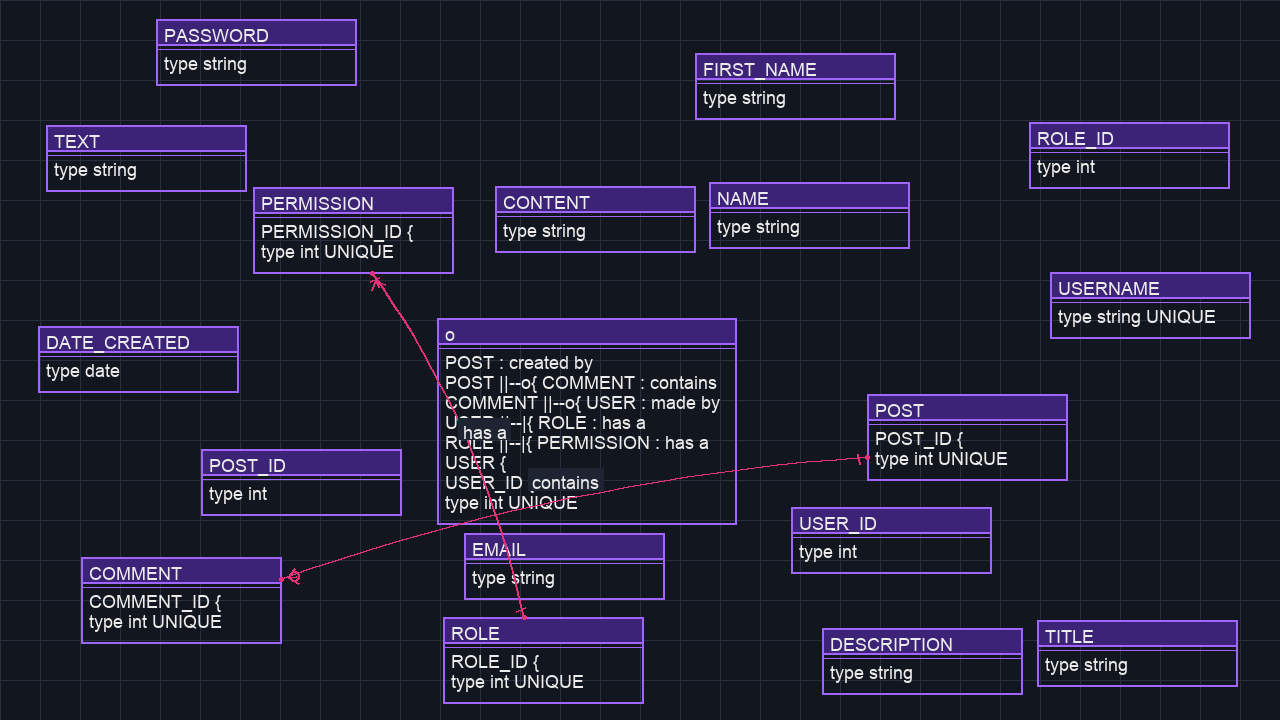 PASSWORD
type string
FIRST_NAME
type string
TEXT
type string
ROLE_ID
type int
PERMISSION
PERMISSION_ID {
type int UNIQUE
CONTENT
type string
NAME
type string
USERNAME
type string UNIQUE
DATE_CREATED
type date
o
POST : created by
POST ||--o{ COMMENT : contains
COMMENT ||--o{ USER : made by
USER ||--|{ ROLE : has a
has a
ROLE ||--|{ PERMISSION : has a
USER {
USER_ID
contains
type int UNIQUE
POST
POST_ID {
type int UNIQUE
POST_ID
type int
USER_ID
type int
EMAIL
type string
COMMENT
COMMENT_ID {
type int UNIQUE
ROLE
ROLE_ID {
type int UNIQUE
DESCRIPTION
type string
TITLE
type string